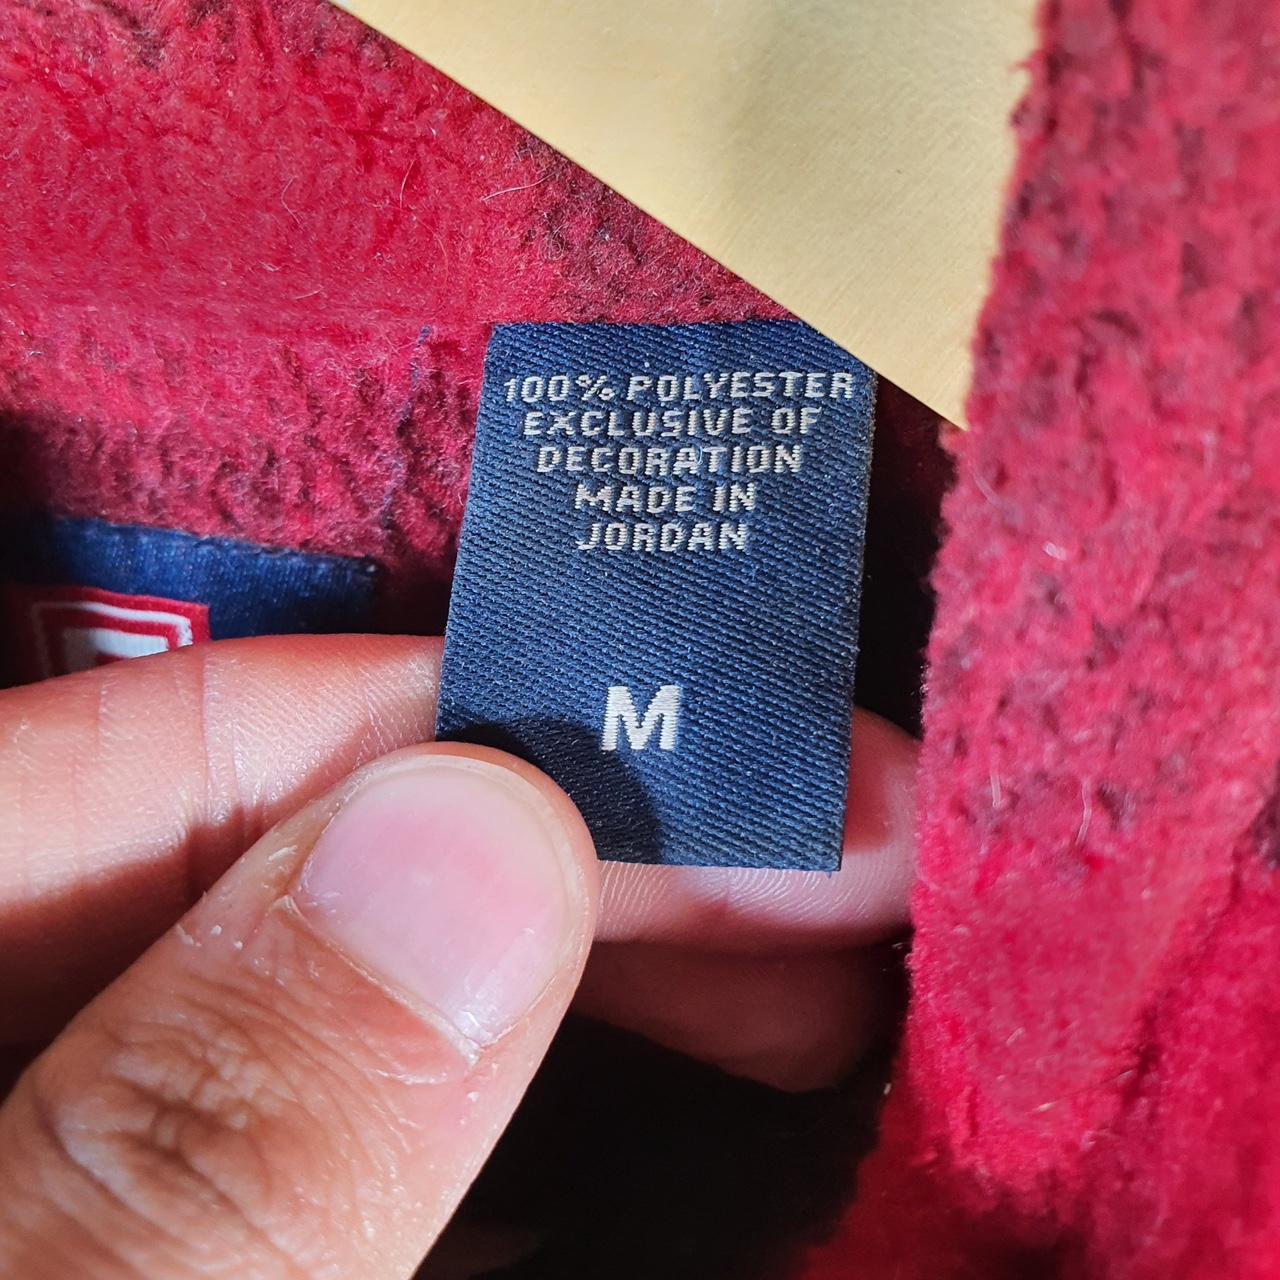 100% POLYESTER
EXCLUSIVE OF
DECORATION
MADE IN
JORDAN
M